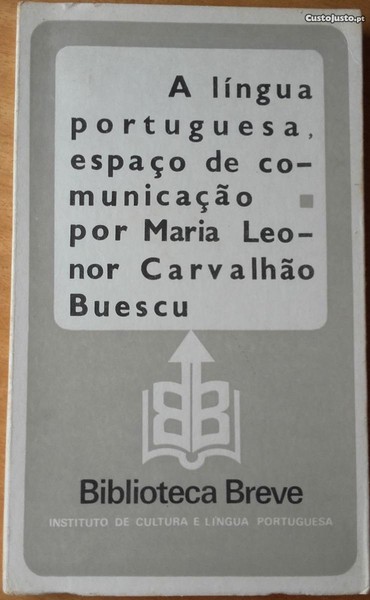 CustoJusto.pt
A língua
portuguesa,
espaço de co-
municação
por Maria Leo-
nor Carvalhão
Buescu
BB
Biblioteca Breve
INSTITUTO DE CULTURA E LÍNGUA PORTUGUESA